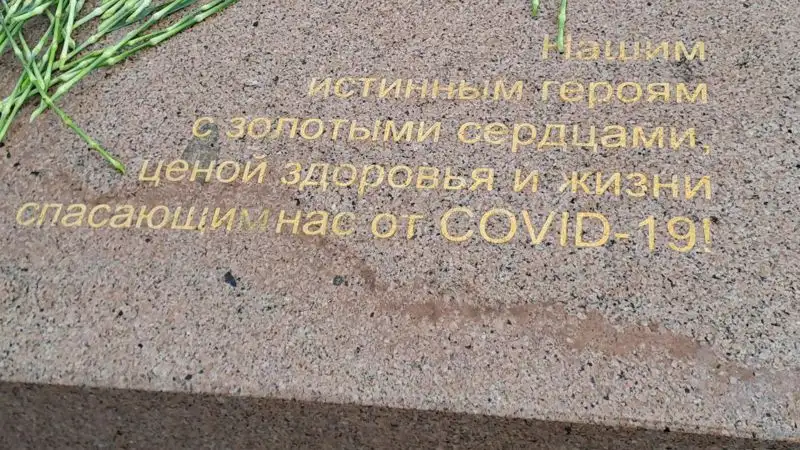 Нашим
истинным героям
с золотыми сердцами,
ценой здоровья и жизни
спасающим нас от COVID-19!